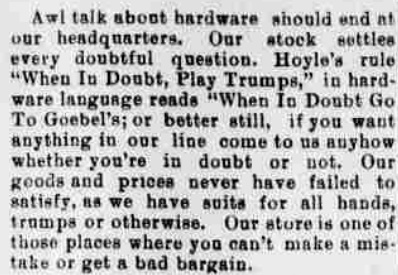 Awl talk about hardware should end at
our headquarters. Our stock settles
every doubtful question. Hoyle's rule
"When In Doubt, Play Trumps," in hard-
ware language reads "When In Doubt Go
To Goebel's; or better still, if you want
anything in our line come to us anyhow
whether you're in doubt or not. Our
goods and prices never have failed to
satisfy, as we have suits for all hands,
trumps or otherwise. Our store is one of
those places where you can't make a mis-
take or get a bad bargain.